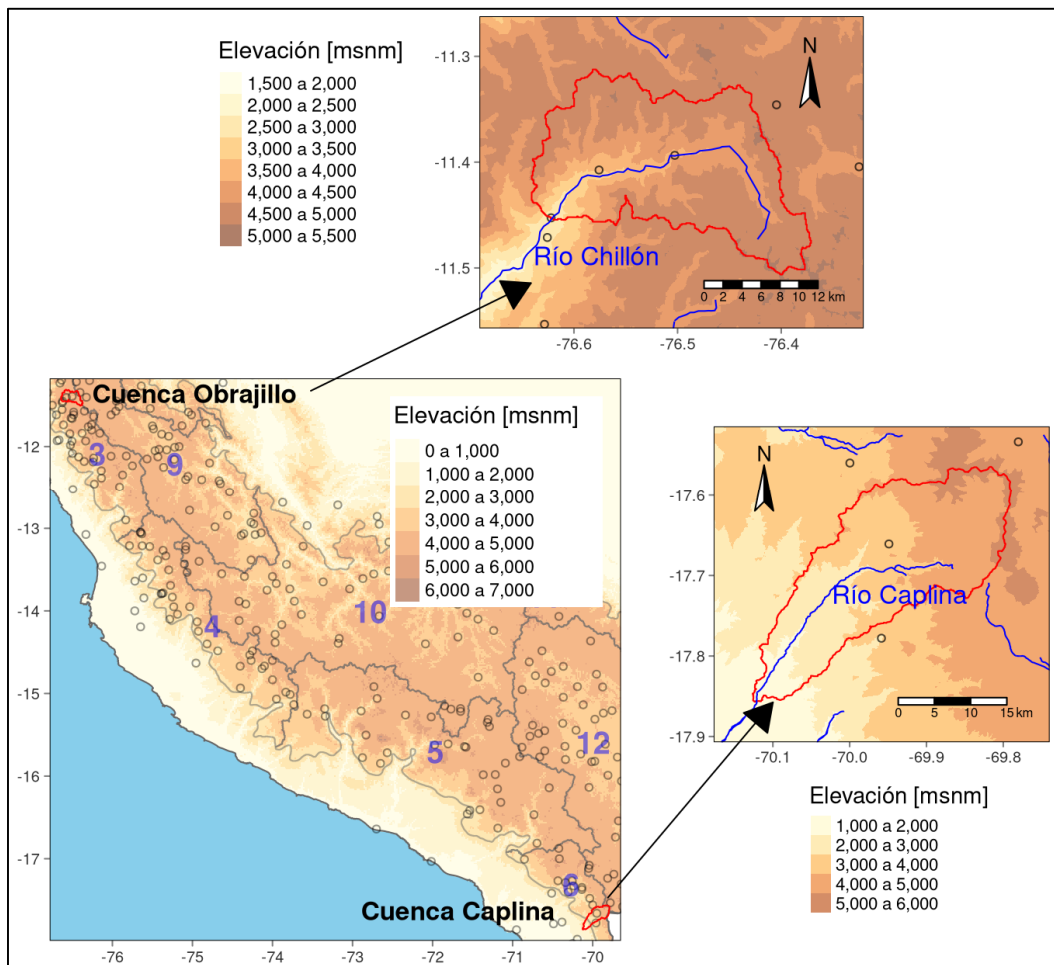 Elevación [msnm]
1,500 a 2,000
2,000 a 2,500
2,500 a 3,000
3,000 a 3,500
3,500 a 4,000
4,000 a 4,500
4,500 a 5,000
5,000 a 5,500
-11.3
-11.4
-11.5
N
Río Chillón
0 2 4 6 8 10 12 km
-76.6 -76.5 -76.4
Cuenca Obrajillo
Elevación [msnm]
0 a 1,000
1,000 a 2,000
2,000 a 3,000
3,000 a 4,000
4,000 a 5,000
5,000 a 6,000
6,000 a 7,000
3
9
10
4
5
12
6
Cuenca Caplina
-12
-13
-14
-15
-16
-17
-76 -75 -74 -73 -72 -71 -70
N
-17.6
-17.7
-17.8
-17.9
Río Caplina
0 5 10 15 km
-70.1 -70.0 -69.9 -69.8
Elevación [msnm]
1,000 a 2,000
2,000 a 3,000
3,000 a 4,000
4,000 a 5,000
5,000 a 6,000